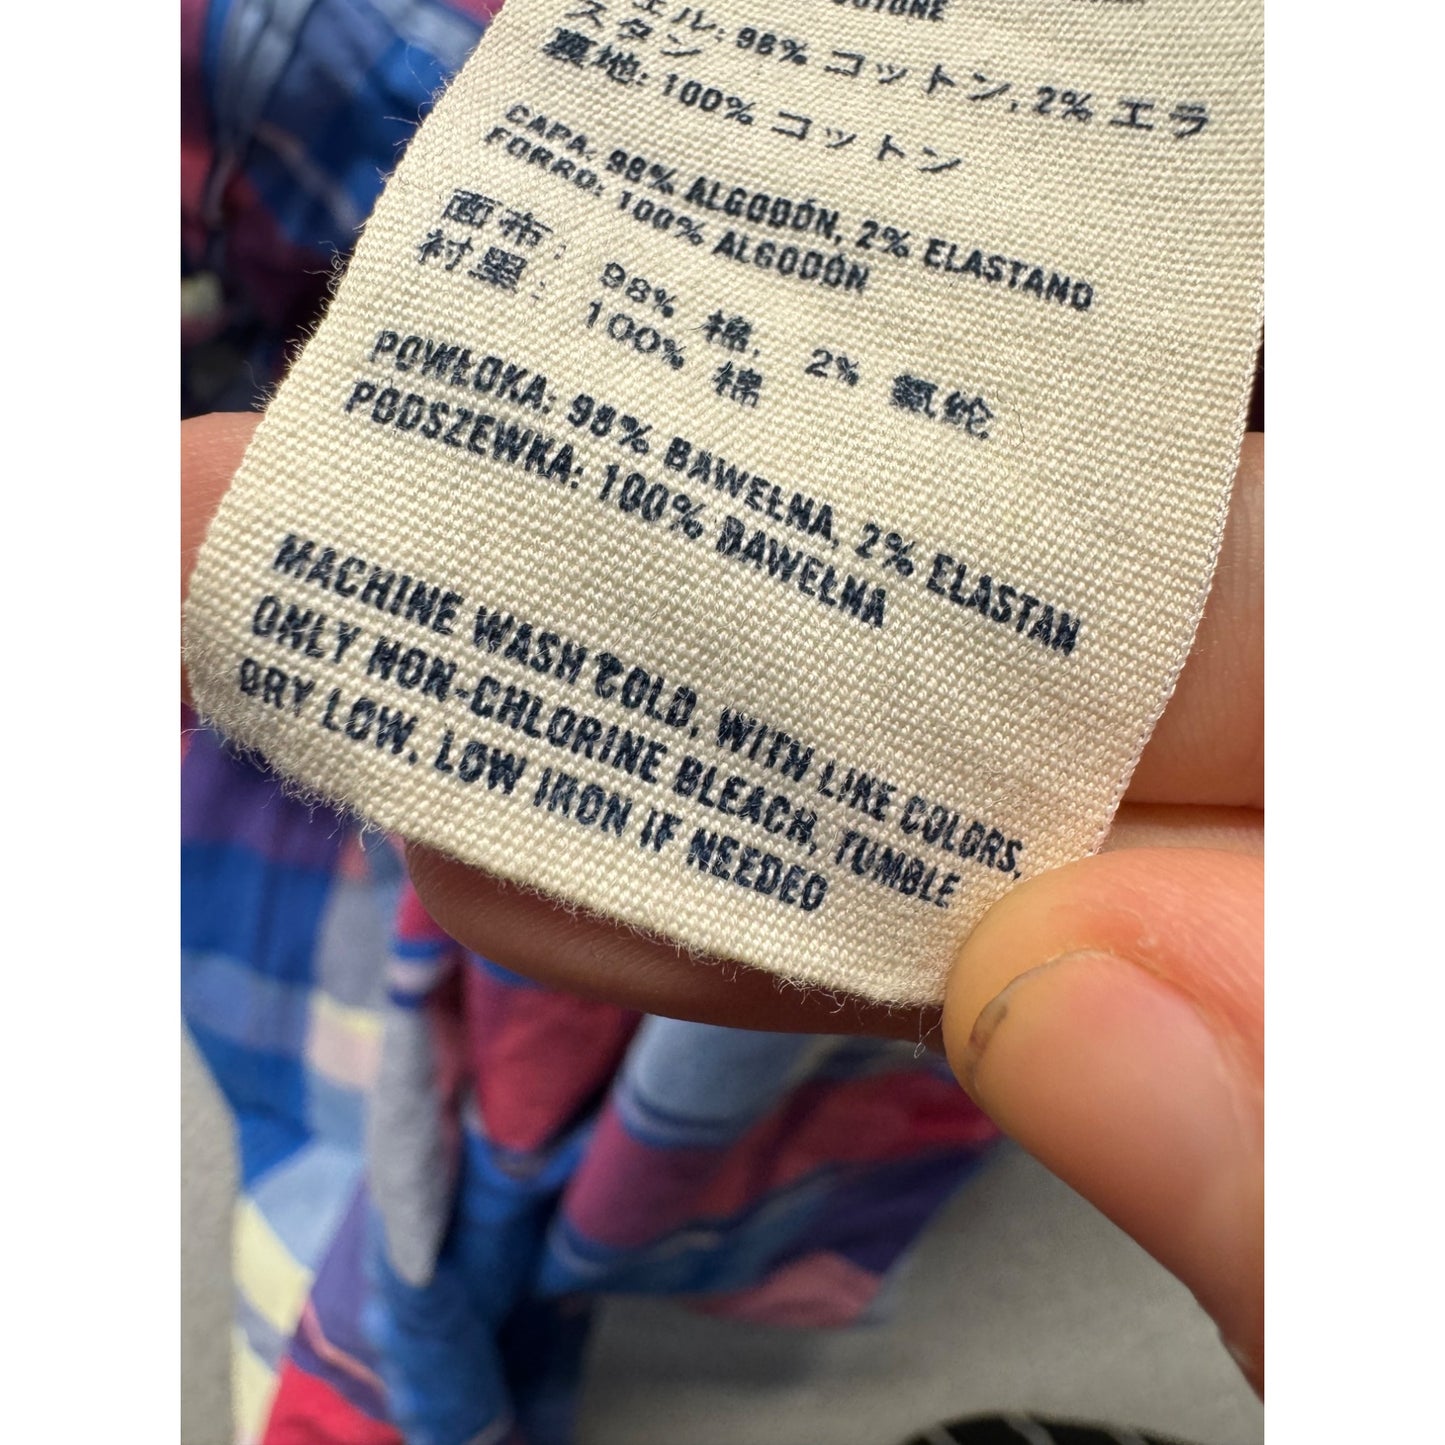 ェル: 98% コットン, 2% エラ
スタン
裏地: 100% コットン
CAPA: 98% ALGODÓN, 2% ELASTANO
FORRO: 100% ALGODÓN
面布: 98% 棉, 2% 氨纶
衬里: 100% 棉
POWŁOKA: 98% BAWEŁNA, 2% ELASTAN
PODSZEWKA: 100% BAWEŁNA
MACHINE WASH COLD, WITH LIKE COLORS,
ONLY NON-CHLORINE BLEACH, TUMBLE
DRY LOW. LOW IRON IF NEEDED